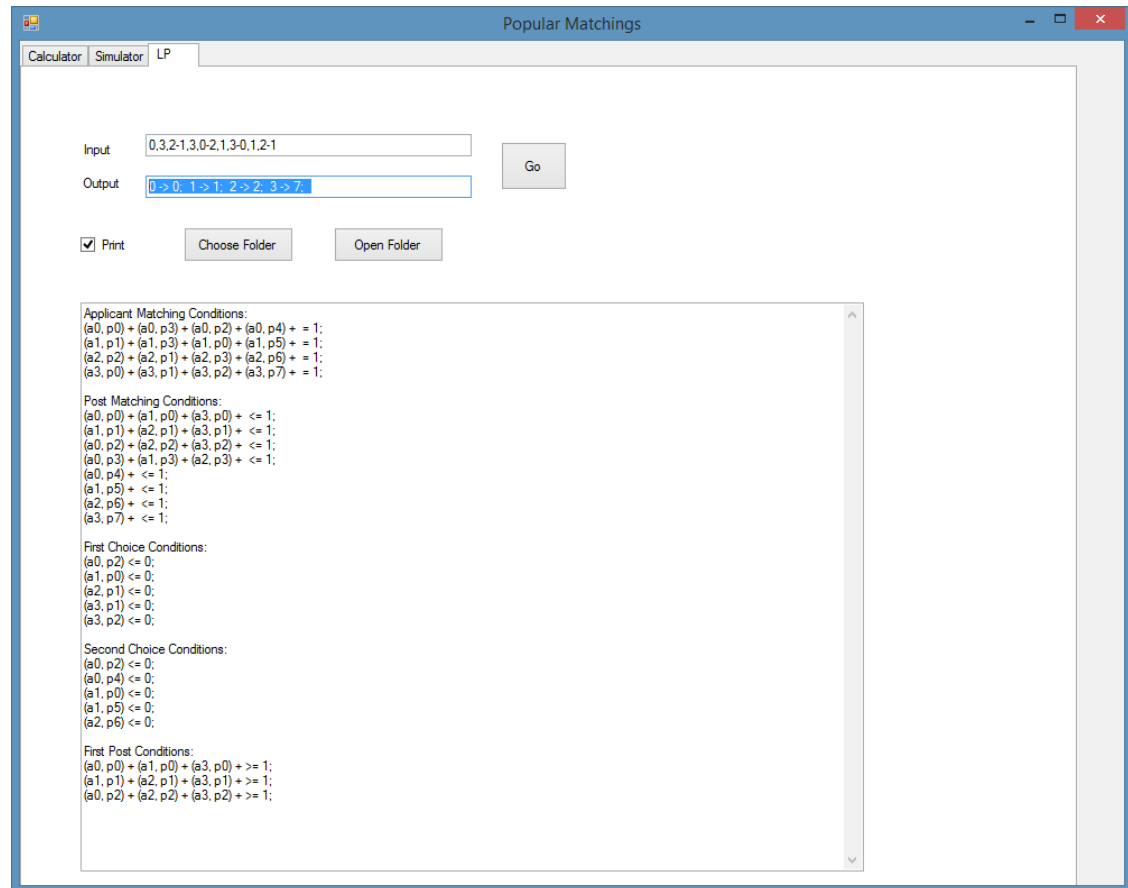 Popular Matchings
Calculator Simulator LP
Input 0,3,2-1,3,0-2,1,3-0,1,2-1
Go
Output 0 -> 0; 1 -> 1; 2 -> 2; 3 -> 7;
Print Choose Folder Open Folder
Applicant Matching Conditions:
(a0, p0) + (a0, p3) + (a0, p2) + (a0, p4) + = 1;
(a1, p1) + (a1, p3) + (a1, p0) + (a1, p5) + = 1;
(a2, p2) + (a2, p1) + (a2, p3) + (a2, p6) + = 1;
(a3, p0) + (a3, p1) + (a3, p2) + (a3, p7) + = 1;
Post Matching Conditions:
(a0, p0) + (a1, p0) + (a3, p0) + <= 1;
(a1, p1) + (a2, p1) + (a3, p1) + <= 1;
(a0, p2) + (a2, p2) + (a3, p2) + <= 1;
(a0, p3) + (a1, p3) + (a2, p3) + <= 1;
(a0, p4) + <= 1;
(a1, p5) + <= 1;
(a2, p6) + <= 1;
(a3, p7) + <= 1;
First Choice Conditions:
(a0, p2) <= 0;
(a1, p0) <= 0;
(a2, p1) <= 0;
(a3, p1) <= 0;
(a3, p2) <= 0;
Second Choice Conditions:
(a0, p2) <= 0;
(a0, p4) <= 0;
(a1, p0) <= 0;
(a1, p5) <= 0;
(a2, p6) <= 0;
First Post Conditions:
(a0, p0) + (a1, p0) + (a3, p0) + >= 1;
(a1, p1) + (a2, p1) + (a3, p1) + >= 1;
(a0, p2) + (a2, p2) + (a3, p2) + >= 1;